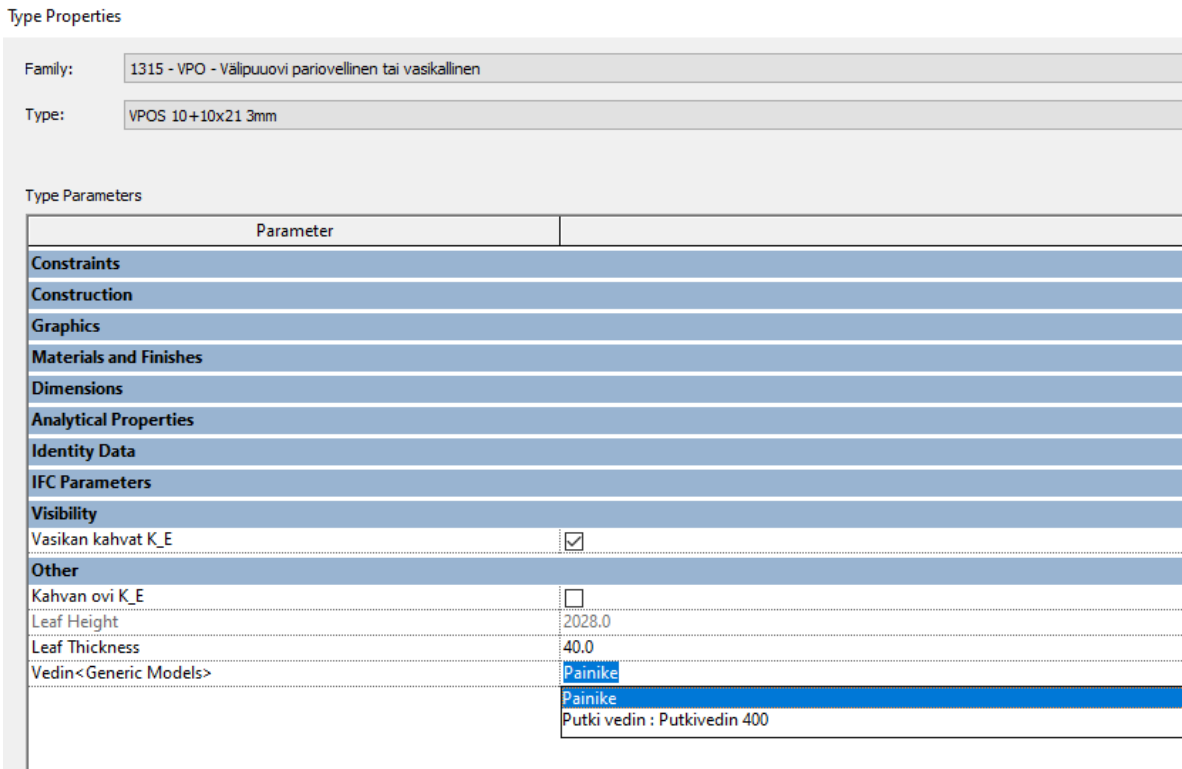 Type Properties
Family: 1315 - VPO - Välipuuovi pariovellinen tai vasikallinen
Type: VPOS 10+10x21 3mm
Type Parameters
Parameter
Constraints
Construction
Graphics
Materials and Finishes
Dimensions
Analytical Properties
Identity Data
IFC Parameters
Visibility
Vasikan kahvat K_E
Other
Kahvan ovi K_E
Leaf Height 2028.0
Leaf Thickness 40.0
Vedin<Generic Models> Painike
Painike
Putki vedin : Putkivedin 400